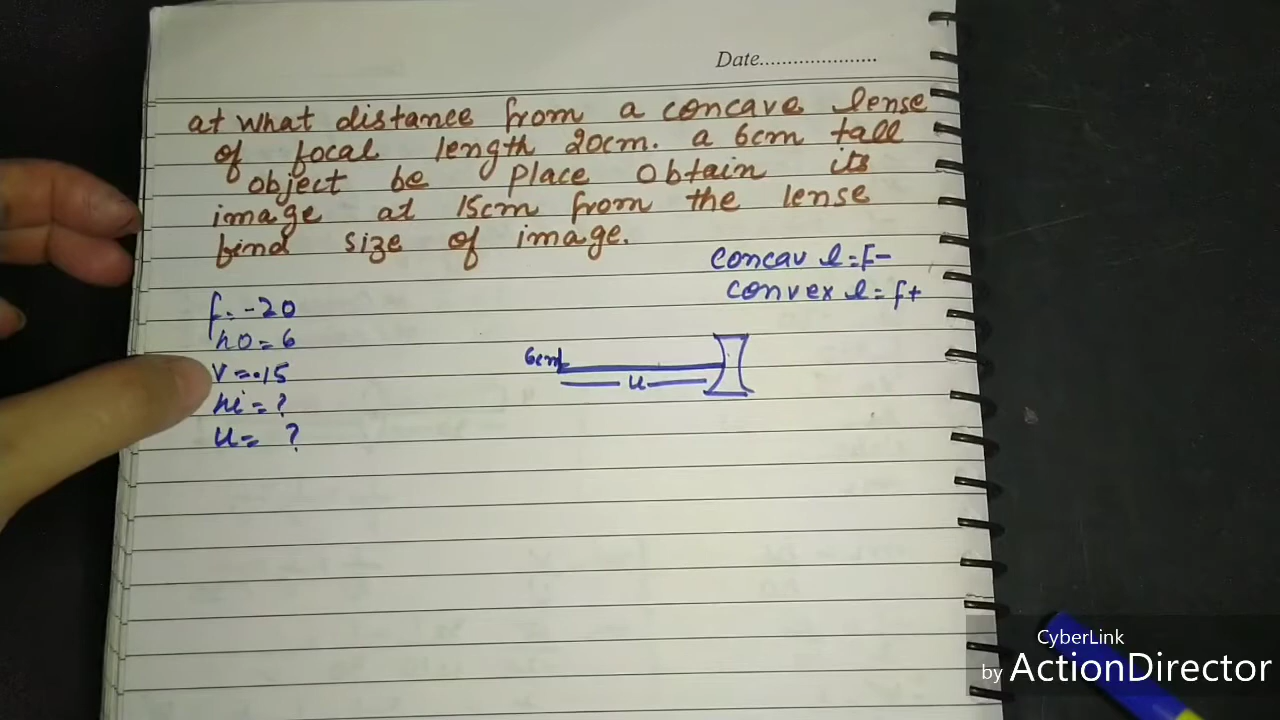 Date....................
at what distance from a concave lense
of focal length 20cm. a 6cm tall
object be place obtain its
image at 15cm from the lense
find size of image.
concav l = F-
convex l = f+
f = -20
ho = 6
v = -15
hi = ?
u = ?
6cm
u
CyberLink
by ActionDirector